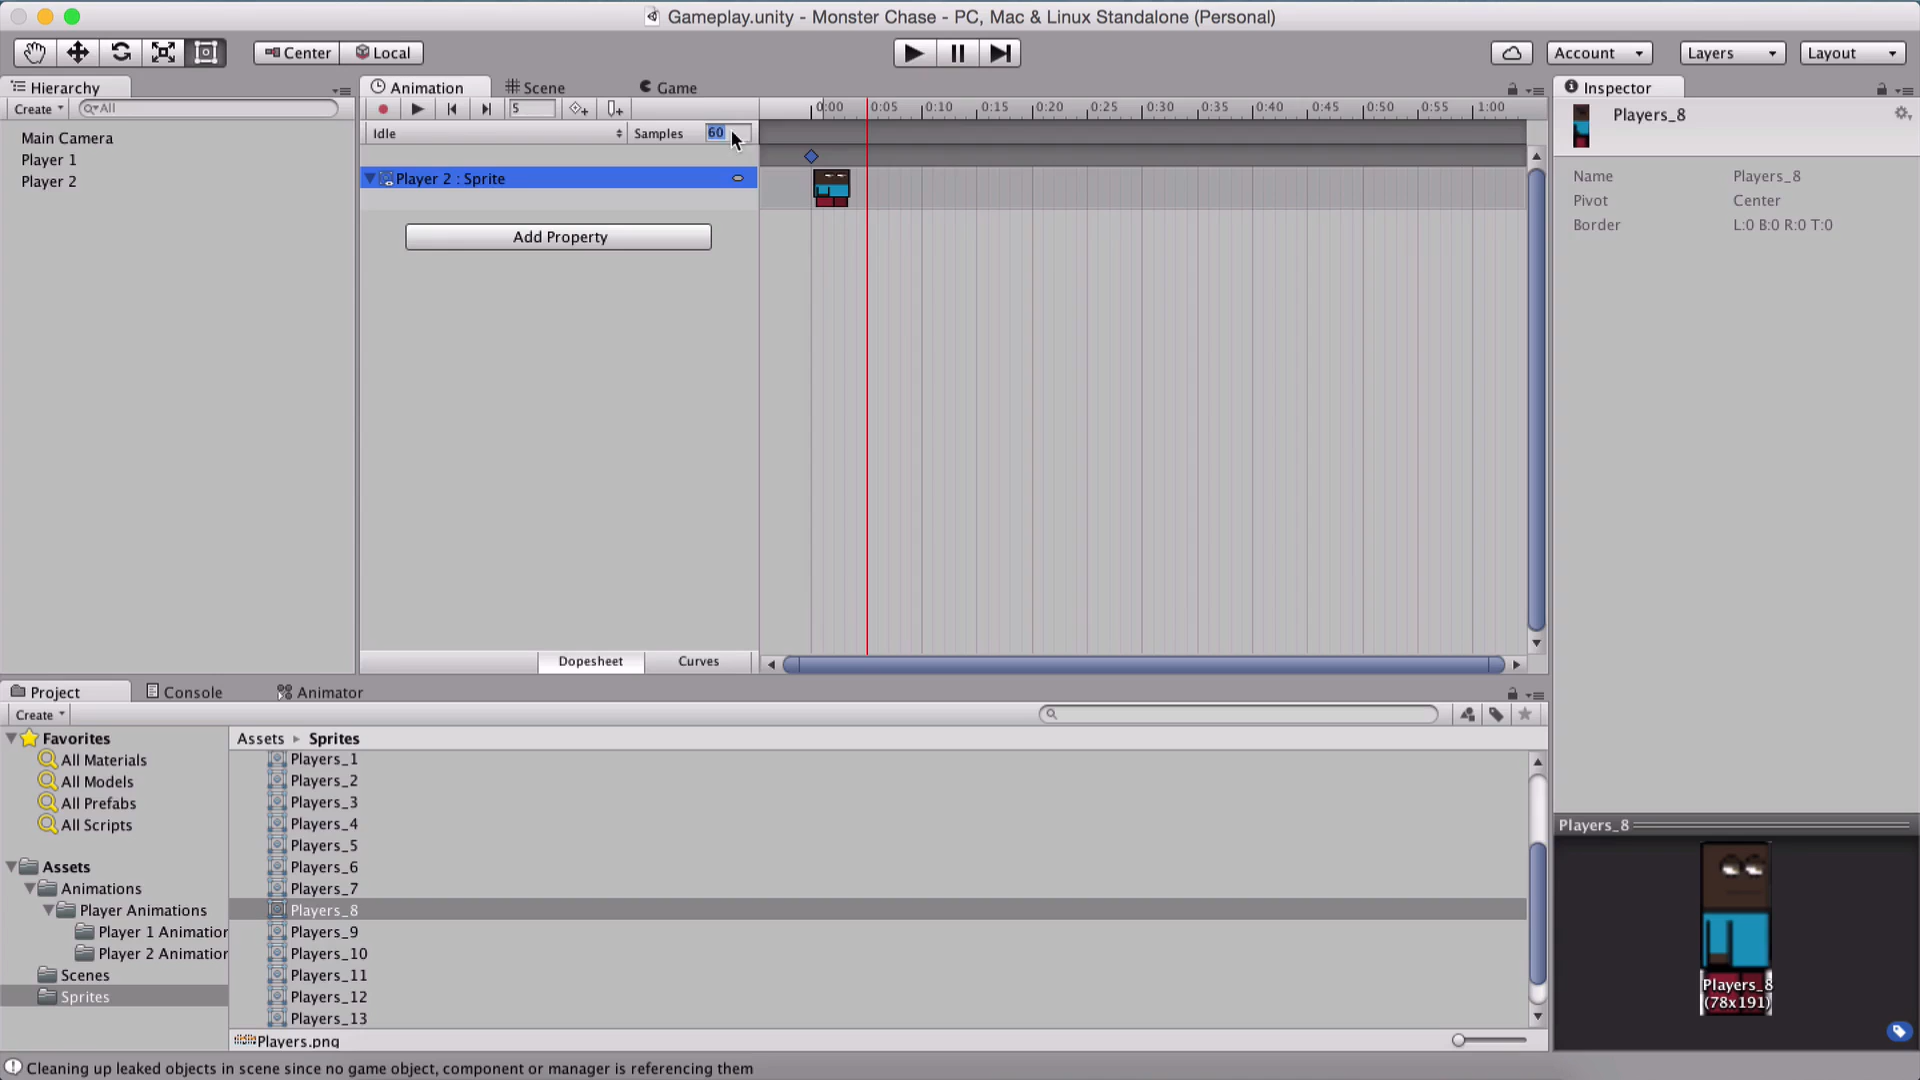 Gameplay.unity - Monster Chase - PC, Mac & Linux Standalone (Personal)
Center Local Account Layers Layout
Hierarchy Animation Scene Game Inspector
Create All 5 0:00 0:05 0:10 0:15 0:20 0:25 0:30 0:35 0:40 0:45 0:50 0:55 1:00 Players_8
Idle Samples 60
Main Camera
Player 1
Player 2
Player 2 : Sprite
Add Property
Name Players_8
Pivot Center
Border L:0 B:0 R:0 T:0
Dopesheet Curves
Project Console Animator
Create
Favorites
All Materials
All Models
All Prefabs
All Scripts
Assets
Animations
Player Animations
Player 1 Animation
Player 2 Animation
Scenes
Sprites
Assets Sprites
Players_1
Players_2
Players_3
Players_4
Players_5
Players_6
Players_7
Players_8
Players_9
Players_10
Players_11
Players_12
Players_13
Players.png
Players_8
Players_8
(78x191)
Cleaning up leaked objects in scene since no game object, component or manager is referencing them